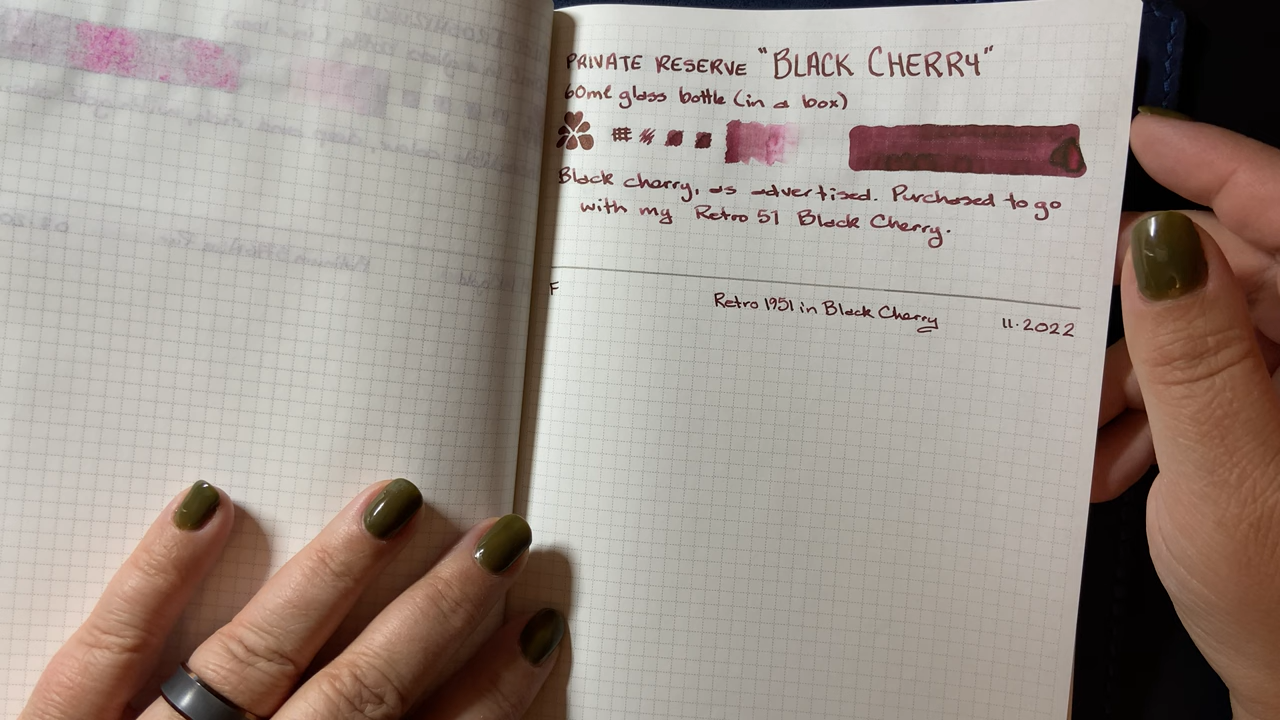 PRIVATE RESERVE "BLACK CHERRY"
60ml glass bottle (in a box)
Black cherry, as advertised. Purchased to go
with my Retro 51 Black Cherry.
F Retro 1951 in Black Cherry 11.2022